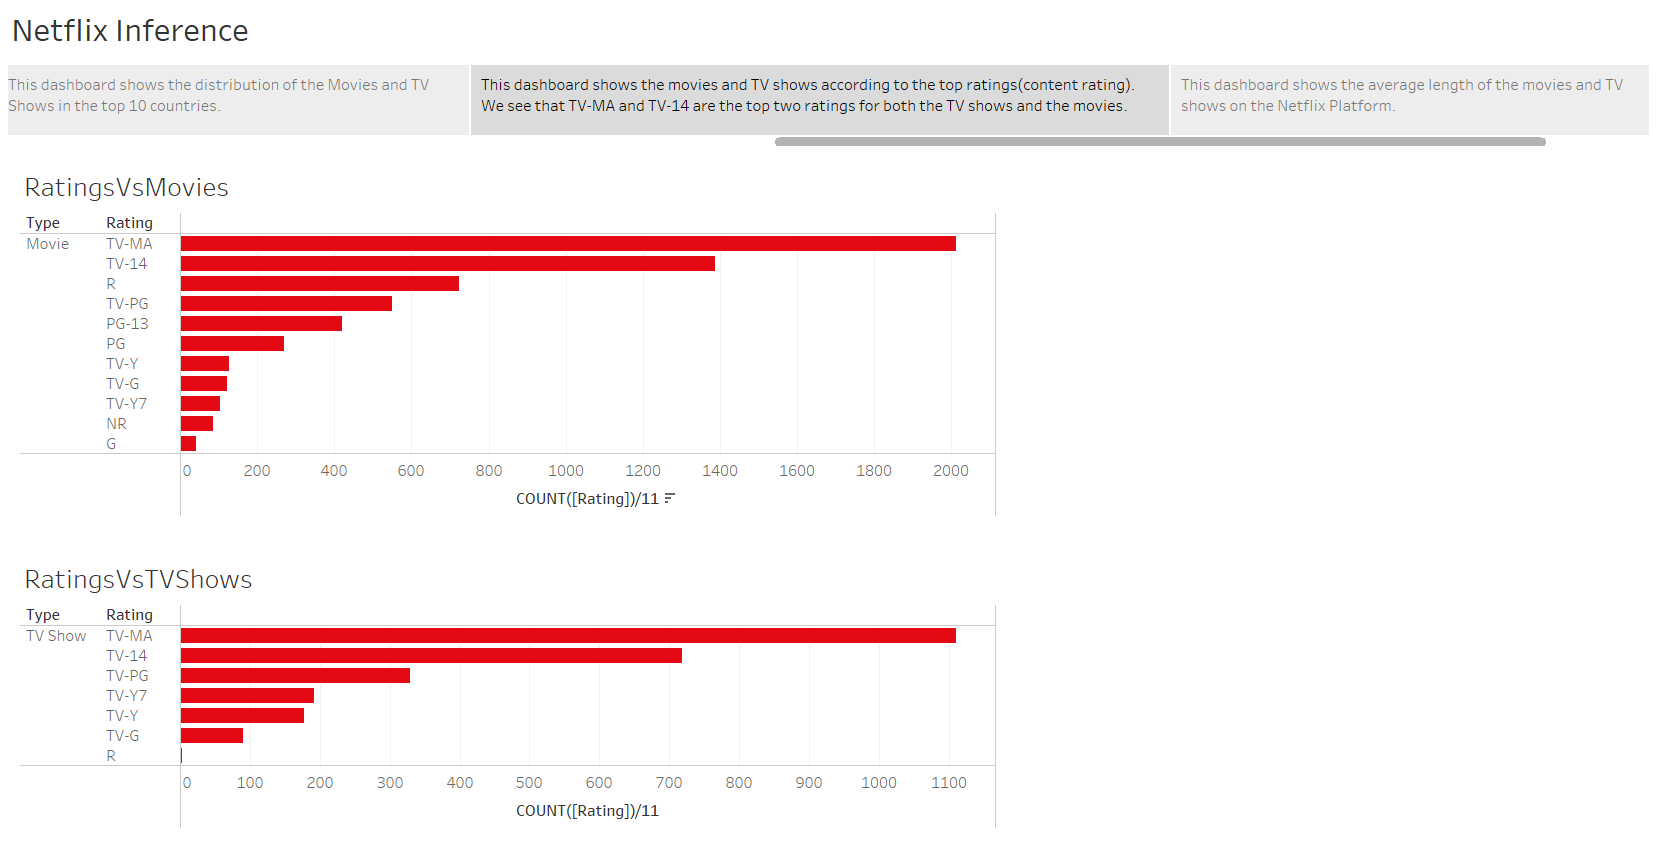 Netflix Inference
This dashboard shows the distribution of the Movies and TV
Shows in the top 10 countries.
This dashboard shows the movies and TV shows according to the top ratings(content rating).
We see that TV-MA and TV-14 are the top two ratings for both the TV shows and the movies.
This dashboard shows the average length of the movies and TV
shows on the Netflix Platform.
RatingsVsMovies
Type Rating
Movie TV-MA
TV-14
R
TV-PG
PG-13
PG
TV-Y
TV-G
TV-Y7
NR
G
0 200 400 600 800 1000 1200 1400 1600 1800 2000
COUNT([Rating])/11
RatingsVsTVShows
Type Rating
TV Show TV-MA
TV-14
TV-PG
TV-Y7
TV-Y
TV-G
R
0 100 200 300 400 500 600 700 800 900 1000 1100
COUNT([Rating])/11